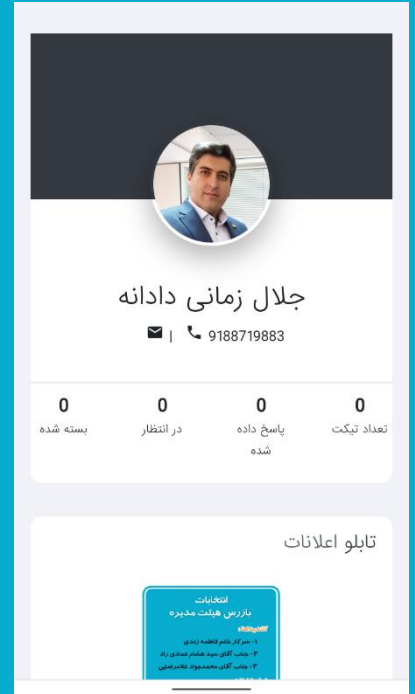 جلال زمانی دادانه
9188719883 |
0 0 0 0
تعداد تیکت پاسخ داده شده در انتظار بسته شده
تابلو اعلانات
انتخابات
بازرس هیئت مدیره
۱- سرکار خانم فاطمه زندی
۲- جناب آقای سید هشام عمادی راد
۳- جناب آقای محمدجواد غلامرضایی